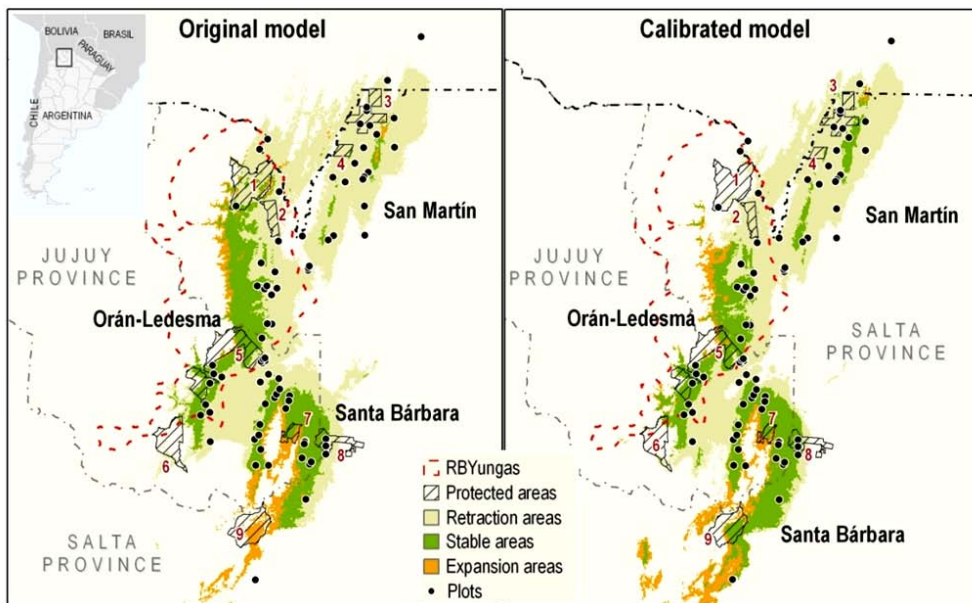 BOLIVIA
BRASIL
PARAGUAY
CHILE
ARGENTINA
Original model
3
4
1
2
San Martín
JUJUY
PROVINCE
Orán-Ledesma
5
Santa Bárbara
7
6
8
9
SALTA
PROVINCE
RBYungas
Protected areas
Retraction areas
Stable areas
Expansion areas
Plots
Calibrated model
3
4
1
2
San Martín
JUJUY
PROVINCE
Orán-Ledesma
SALTA
PROVINCE
5
7
6
8
9
Santa Bárbara